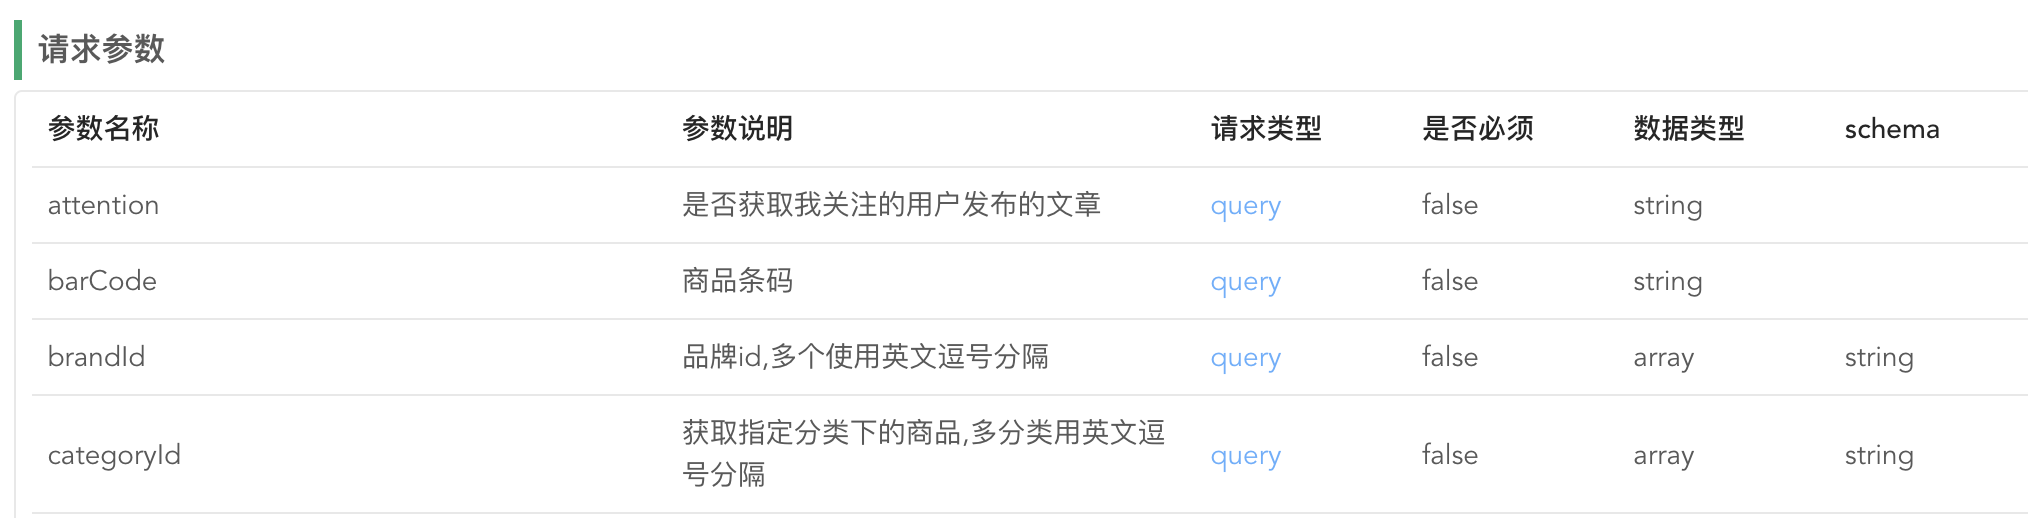 请求参数
参数名称 参数说明 请求类型 是否必须 数据类型 schema
attention 是否获取我关注的用户发布的文章 query false string
barCode 商品条码 query false string
brandId 品牌id,多个使用英文逗号分隔 query false array string
categoryId 获取指定分类下的商品,多分类用英文逗 query false array string
号分隔